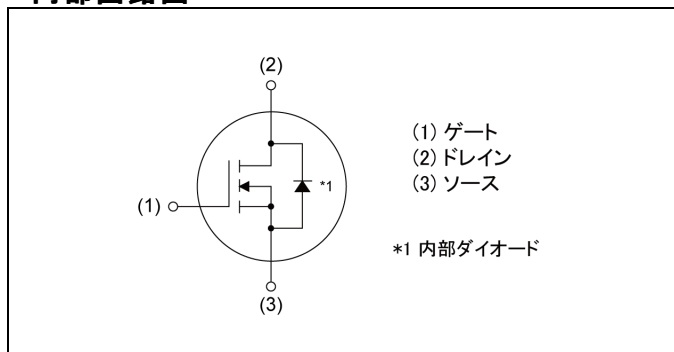 (2)
(1) ゲート
(2) ドレイン
(3) ソース
*1
(1)
*1 内部ダイオード
(3)